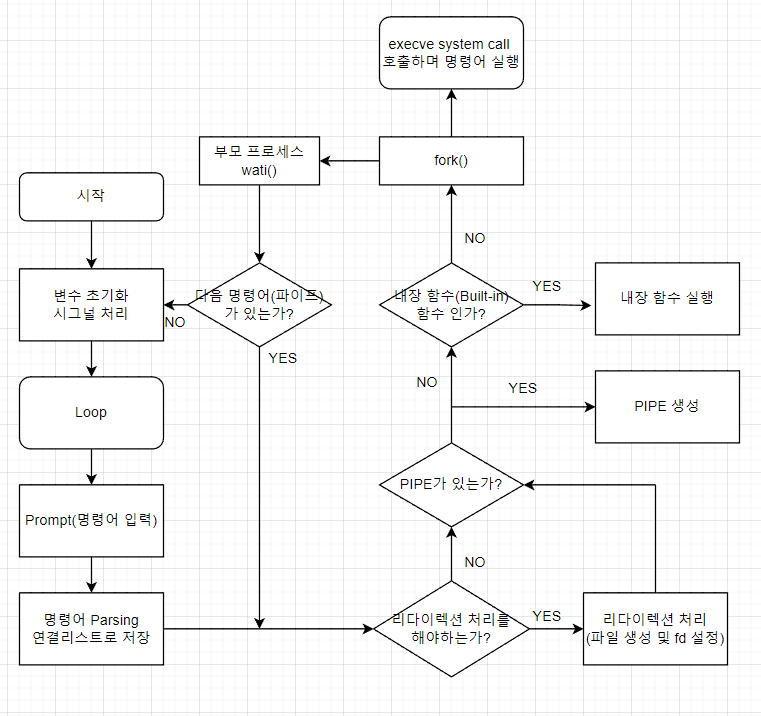 execve system call
호출하며 명령어 실행
부모 프로세스
wati()
fork()
시작
NO
변수 초기화
시그널 처리
다음 명령어(파이프)
가 있는가?
내장 함수(Built-in)
함수 인가?
YES
내장 함수 실행
NO
YES
NO
YES
PIPE 생성
Loop
PIPE가 있는가?
Prompt(명령어 입력)
NO
명령어 Parsing
연결리스트로 저장
리다이렉션 처리를
해야하는가?
YES
리다이렉션 처리
(파일 생성 및 fd 설정)